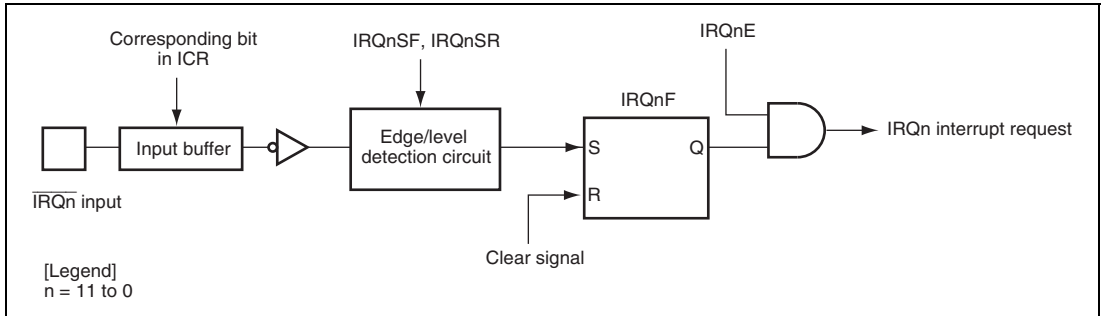 Corresponding bit
in ICR
IRQnSF, IRQnSR
IRQnE
IRQnF
Input buffer
Edge/level
detection circuit
S
Q
R
IRQn interrupt request
IRQn input
Clear signal
[Legend]
n = 11 to 0